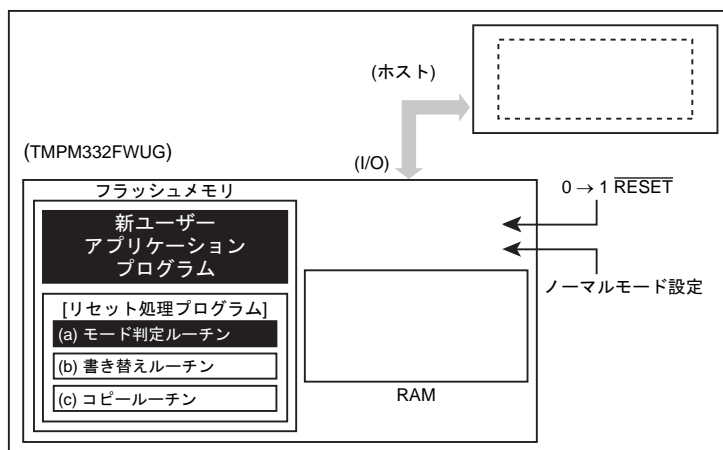 (ホスト)
(TMPM332FWUG)
(I/O)
フラッシュメモリ
0 → 1 RESET
新ユーザー
アプリケーション
プログラム
ノーマルモード設定
[リセット処理プログラム]
(a) モード判定ルーチン
(b) 書き替えルーチン
(c) コピールーチン
RAM